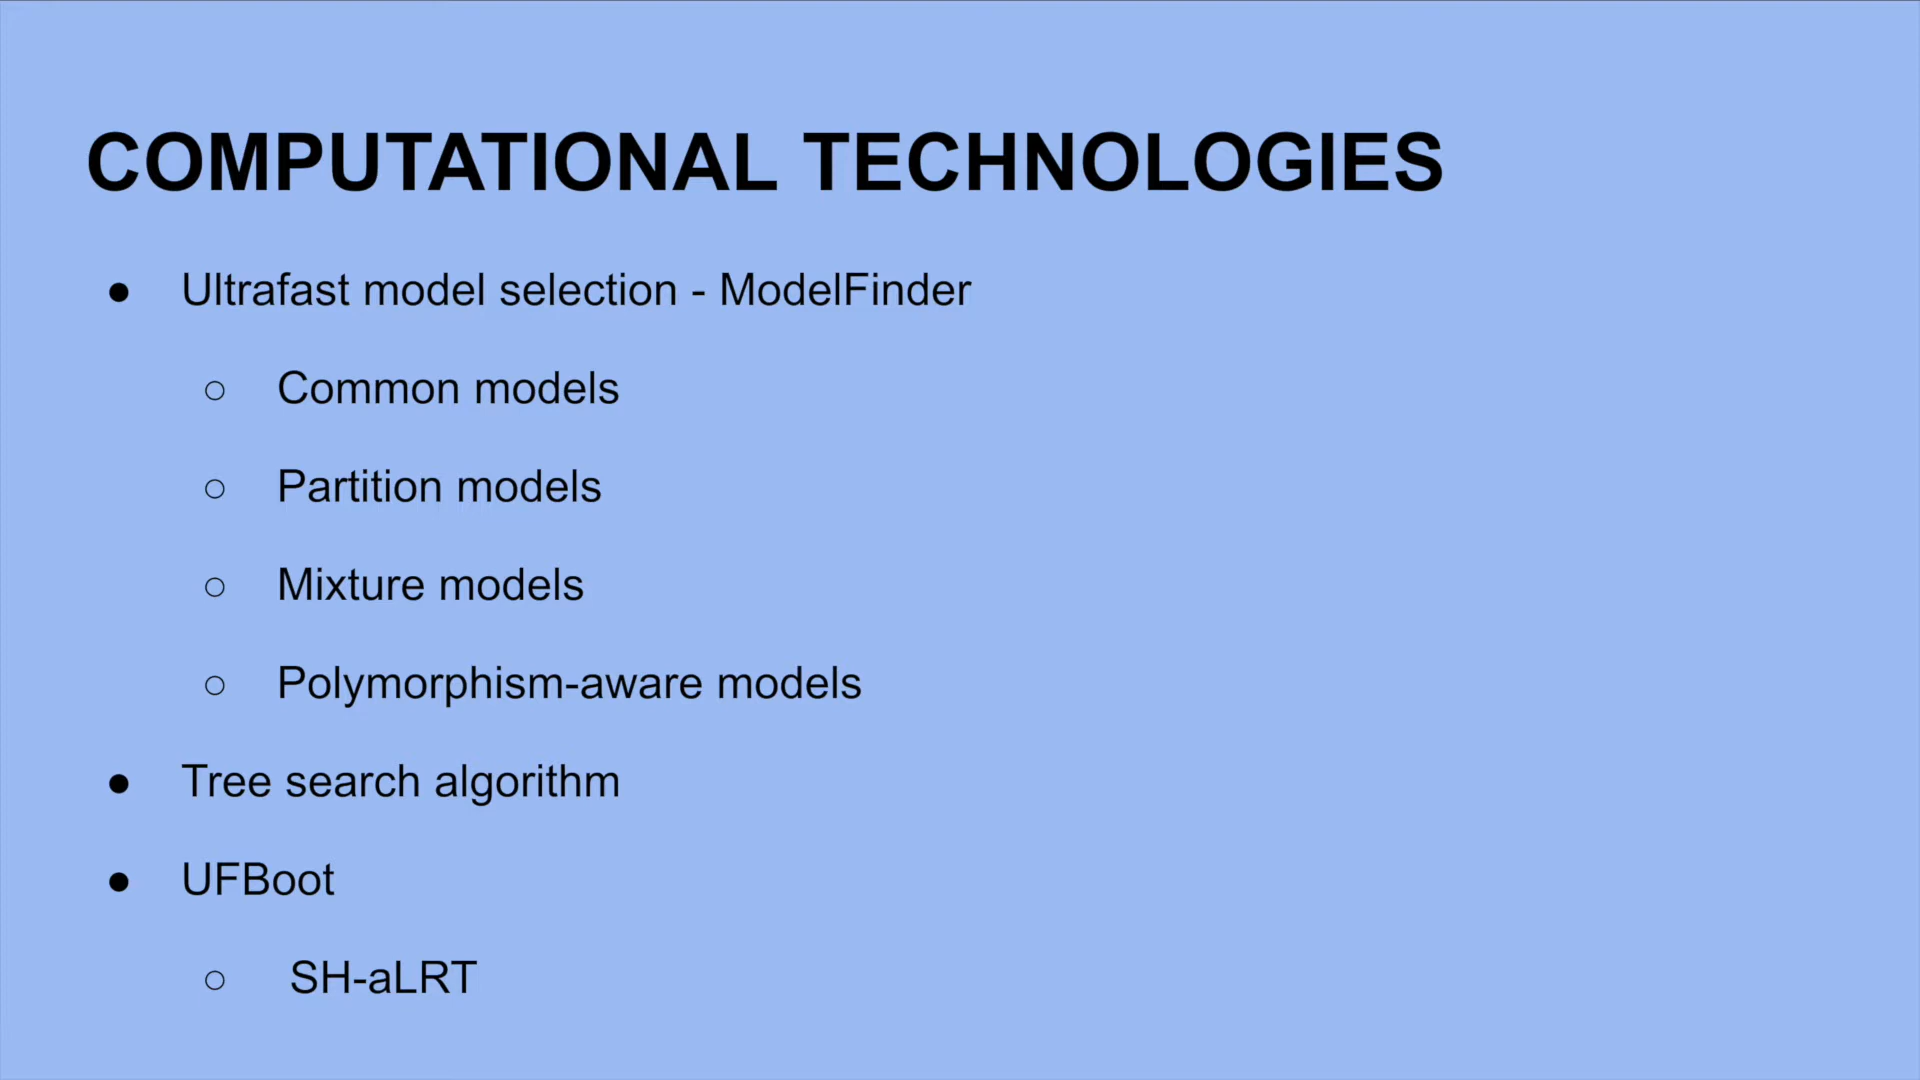 COMPUTATIONAL TECHNOLOGIES
● Ultrafast model selection - ModelFinder
○ Common models
○ Partition models
○ Mixture models
○ Polymorphism-aware models
● Tree search algorithm
● UFBoot
○ SH-aLRT